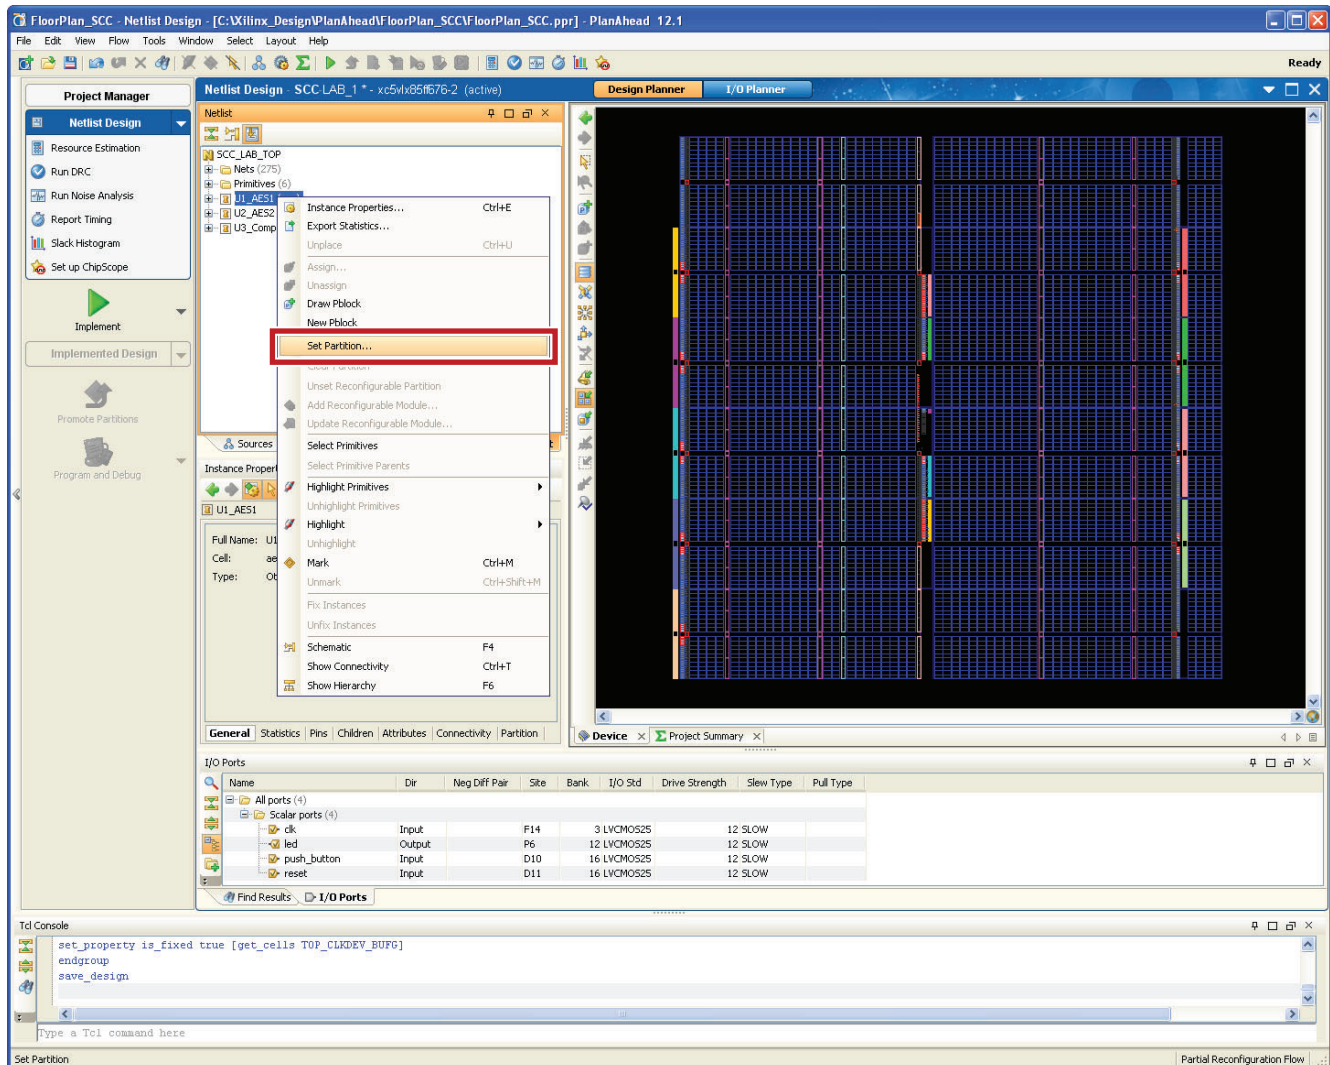 FloorPlan_SCC - Netlist Design - [C:\Xilinx_Design\PlanAhead\FloorPlan_SCC\FloorPlan_SCC.ppr] - PlanAhead 12.1
File Edit View Flow Tools Window Select Layout Help
Ready
Project Manager
Netlist Design
Resource Estimation
Run DRC
Run Noise Analysis
Report Timing
Slack Histogram
Set up ChipScope
Implement
Implemented Design
Promote Partitions
Program and Debug
Netlist Design - SCC-LAB_1 * - xc5vlx85ff676-2 (active)
Design Planner
I/O Planner
Netlist
SCC_LAB_TOP
Nets (275)
Primitives (6)
U1_AES1
U2_AES2
U3_Comp
Instance Properties... Ctrl+E
Export Statistics...
Unplace Ctrl+U
Assign...
Unassign
Draw Pblock
New Pblock
Set Partition...
Clear Partition
Unset Reconfigurable Partition
Add Reconfigurable Module...
Update Reconfigurable Module...
Select Primitives
Select Primitive Parents
Highlight Primitives
Unhighlight Primitives
Highlight
Unhighlight
Mark Ctrl+M
Unmark Ctrl+Shift+M
Fix Instances
Unfix Instances
Schematic F4
Show Connectivity Ctrl+T
Show Hierarchy F6
Sources
Instance Proper
U1_AES1
Full Name: U1
Cell: ae
Type: Ob
General Statistics Pins Children Attributes Connectivity Partition
Device Project Summary
I/O Ports
Name Dir Neg Diff Pair Site Bank I/O Std Drive Strength Slew Type Pull Type
All ports (4)
Scalar ports (4)
clk Input F14 3 LVCMOS25 12 SLOW
led Output P6 12 LVCMOS25 12 SLOW
push_button Input D10 16 LVCMOS25 12 SLOW
reset Input D11 16 LVCMOS25 12 SLOW
Find Results I/O Ports
Tcl Console
set_property is_fixed true [get_cells TOP_CLKDEV_BUFG]
endgroup
save_design
Type a Tcl command here
Set Partition
Partial Reconfiguration Flow